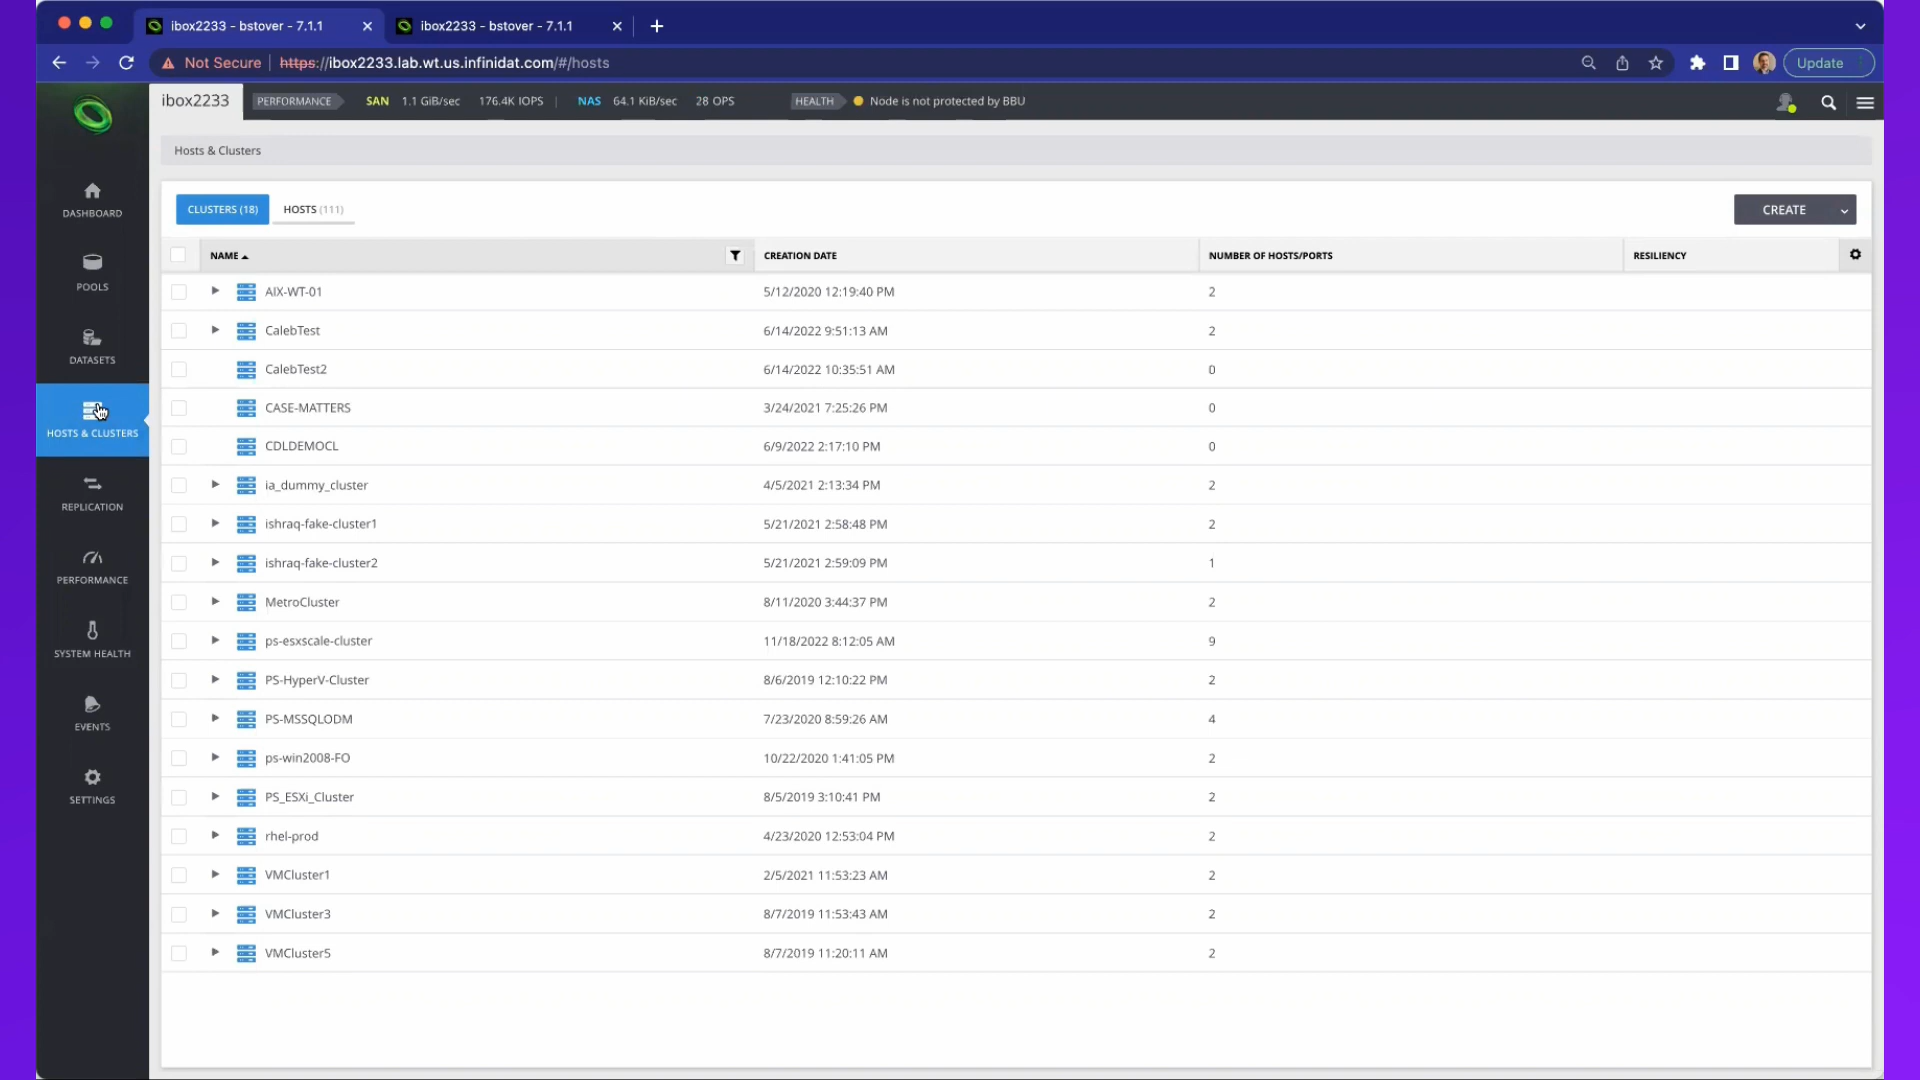 ibox2233 - bstover - 7.1.1
ibox2233 - bstover - 7.1.1
Not Secure | https://ibox2233.lab.wt.us.infinidat.com/#/hosts
Update
ibox2233
PERFORMANCE SAN 1.1 GiB/sec 176.4K IOPS | NAS 64.1 KiB/sec 28 OPS
HEALTH Node is not protected by BBU
DASHBOARD
POOLS
DATASETS
HOSTS & CLUSTERS
REPLICATION
PERFORMANCE
SYSTEM HEALTH
EVENTS
SETTINGS
Hosts & Clusters
CLUSTERS (18) HOSTS (111)
CREATE
NAME CREATION DATE NUMBER OF HOSTS/PORTS RESILIENCY
AIX-WT-01 5/12/2020 12:19:40 PM 2
CalebTest 6/14/2022 9:51:13 AM 2
CalebTest2 6/14/2022 10:35:51 AM 0
CASE-MATTERS 3/24/2021 7:25:26 PM 0
CDLDEMOCL 6/9/2022 2:17:10 PM 0
ia_dummy_cluster 4/5/2021 2:13:34 PM 2
ishraq-fake-cluster1 5/21/2021 2:58:48 PM 2
ishraq-fake-cluster2 5/21/2021 2:59:09 PM 1
MetroCluster 8/11/2020 3:44:37 PM 2
ps-esxscale-cluster 11/18/2022 8:12:05 AM 9
PS-HyperV-Cluster 8/6/2019 12:10:22 PM 2
PS-MSSQLODM 7/23/2020 8:59:26 AM 4
ps-win2008-FO 10/22/2020 1:41:05 PM 2
PS_ESXi_Cluster 8/5/2019 3:10:41 PM 2
rhel-prod 4/23/2020 12:53:04 PM 2
VMCluster1 2/5/2021 11:53:23 AM 2
VMCluster3 8/7/2019 11:53:43 AM 2
VMCluster5 8/7/2019 11:20:11 AM 2